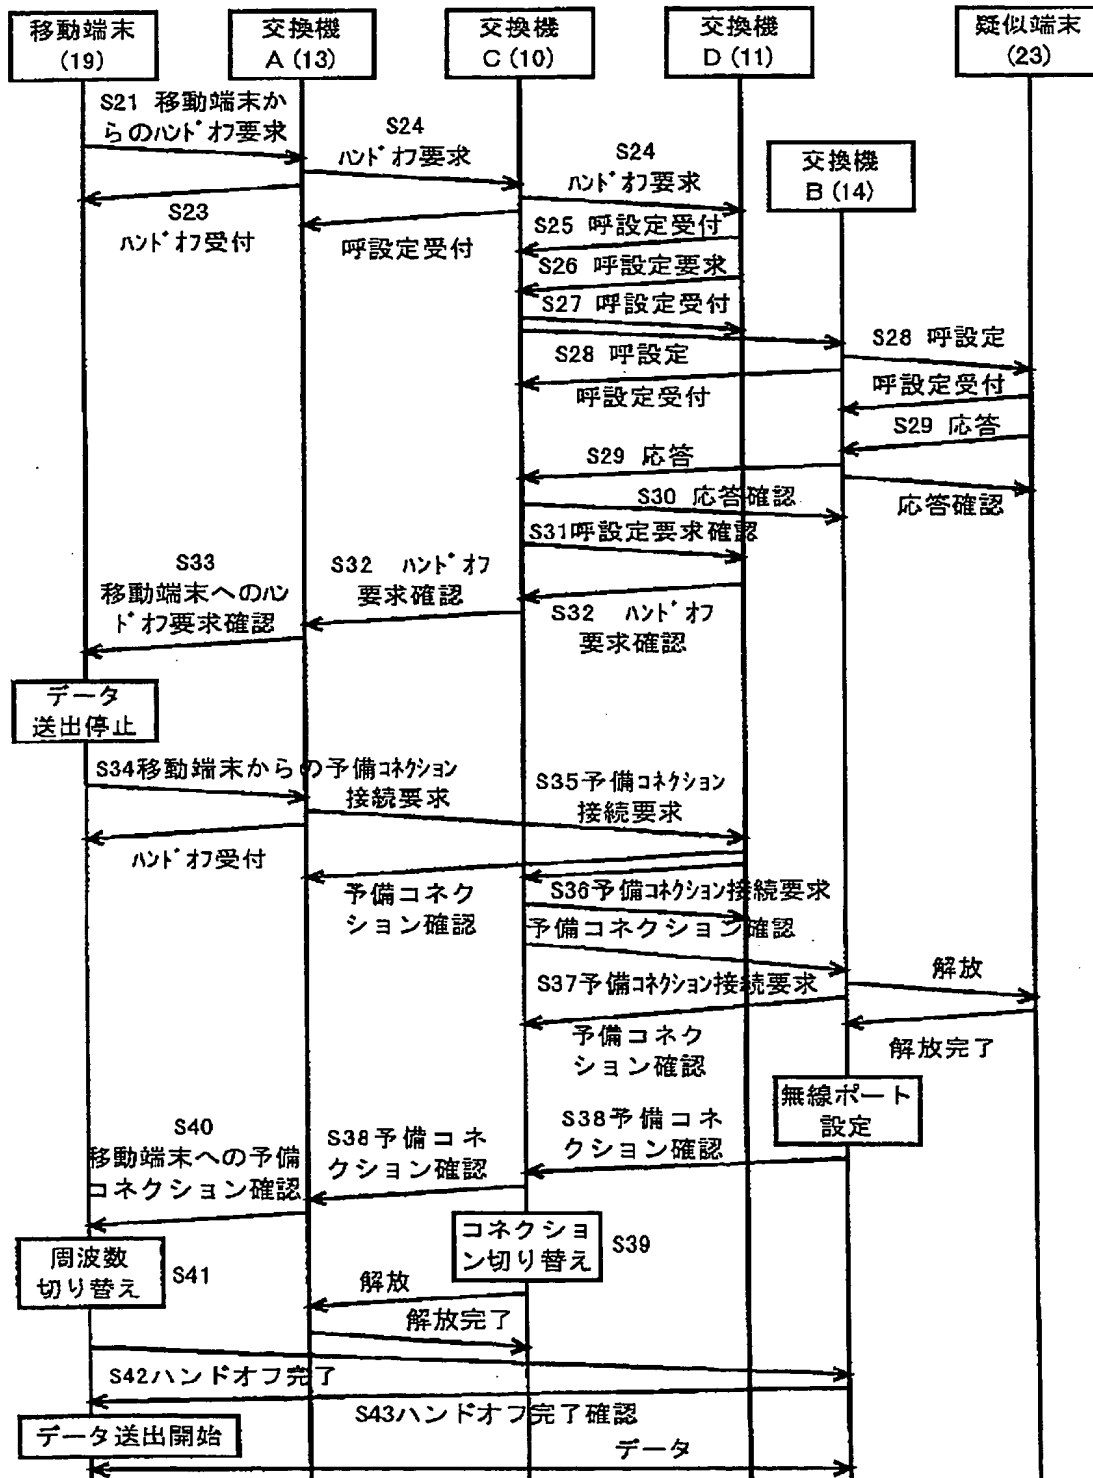 移動端末
(19)
交換機
A (13)
交換機
C (10)
交換機
D (11)
疑似端末
(23)
交換機
B (14)
S21 移動端末か
らのハンドオフ要求
S24
ハンドオフ要求
S24
ハンドオフ要求
S23
ハンドオフ受付
呼設定受付
S25 呼設定受付
S26 呼設定要求
S27 呼設定受付
S28 呼設定
S28 呼設定
呼設定受付
呼設定受付
S29 応答
S29 応答
S30 応答確認
応答確認
S31呼設定要求確認
S33
移動端末へのハン
ドオフ要求確認
S32 ハンドオフ
要求確認
S32 ハンドオフ
要求確認
データ
送出停止
S34移動端末からの予備コネクション
接続要求
S35予備コネクション
接続要求
ハンドオフ受付
予備コネク
ション確認
S36予備コネクション接続要求
予備コネクション確認
S37予備コネクション接続要求
解放
予備コネク
ション確認
解放完了
無線ポート
設定
S38予備コネ
クション確認
S38予備コネ
クション確認
S40
移動端末への予備
コネクション確認
コネクショ
ン切り替え
S39
周波数
切り替え
S41
解放
解放完了
S42ハンドオフ完了
S43ハンドオフ完了確認
データ送出開始
データ